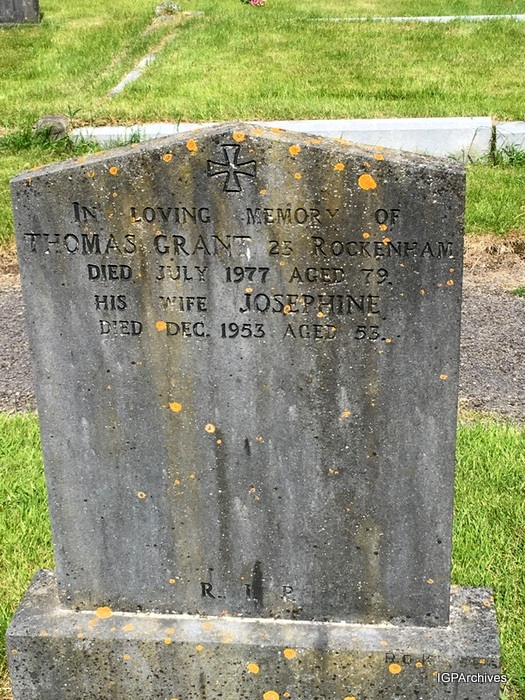 IN LOVING MEMORY OF
THOMAS GRANT 23 ROCKENHAM
DIED JULY 1977 AGED 79.
HIS WIFE JOSEPHINE
DIED DEC. 1953 AGED 53.
R. I. P.
IGPArchives